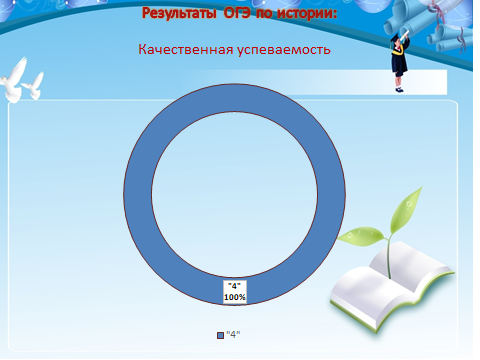 Результаты ОГЭ по истории:
Качественная успеваемость
"4"
100%
"4"